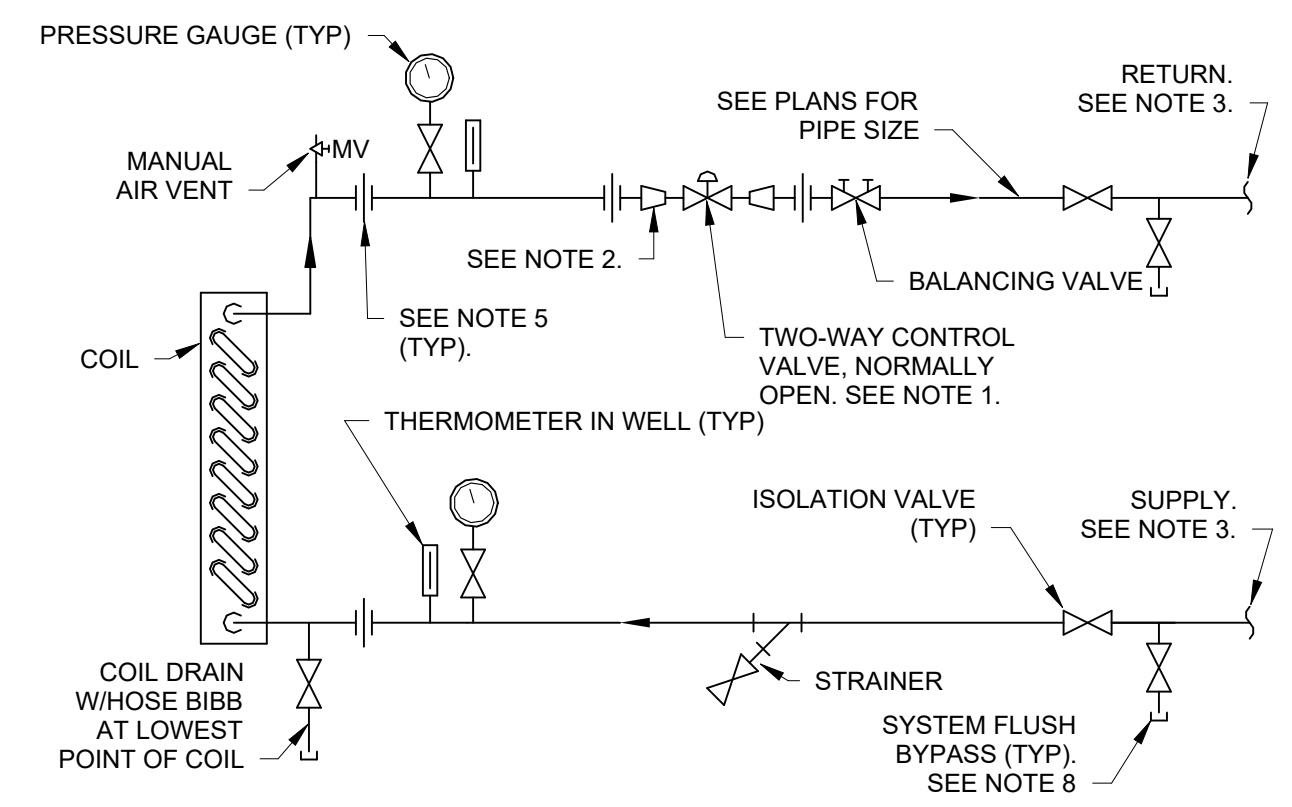 PRESSURE GAUGE (TYP)
RETURN.
SEE NOTE 3.
SEE PLANS FOR
PIPE SIZE
MANUAL
AIR VENT
MV
SEE NOTE 2.
BALANCING VALVE
SEE NOTE 5
(TYP).
TWO-WAY CONTROL
VALVE, NORMALLY
OPEN. SEE NOTE 1.
COIL
THERMOMETER IN WELL (TYP)
ISOLATION VALVE
(TYP)
SUPPLY.
SEE NOTE 3.
COIL DRAIN
W/HOSE BIBB
AT LOWEST
POINT OF COIL
STRAINER
SYSTEM FLUSH
BYPASS (TYP).
SEE NOTE 8